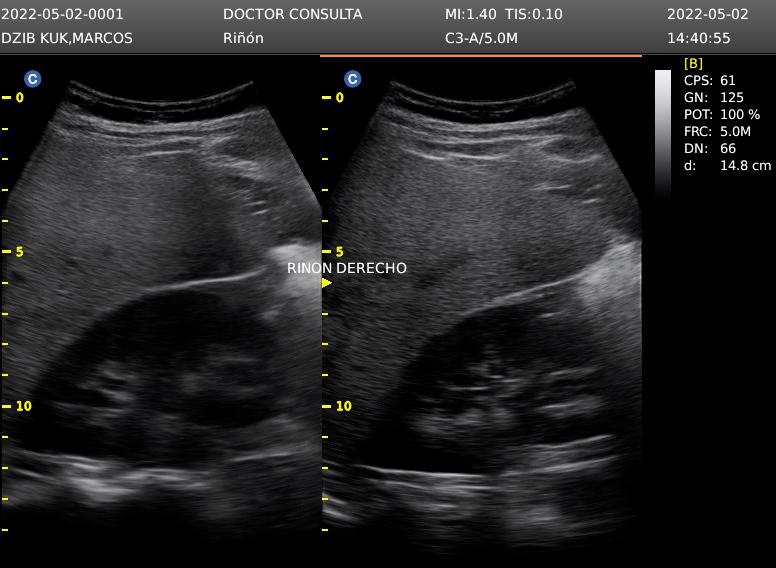 2022-05-02-0001 DOCTOR CONSULTA MI:1.40 TIS:0.10 2022-05-02
DZIB KUK,MARCOS Riñón C3-A/5.0M 14:40:55
C C [B]
0 0 CPS: 61
GN: 125
POT: 100 %
FRC: 5.0M
DN: 66
d: 14.8 cm
5 5
RINON DERECHO
10 10